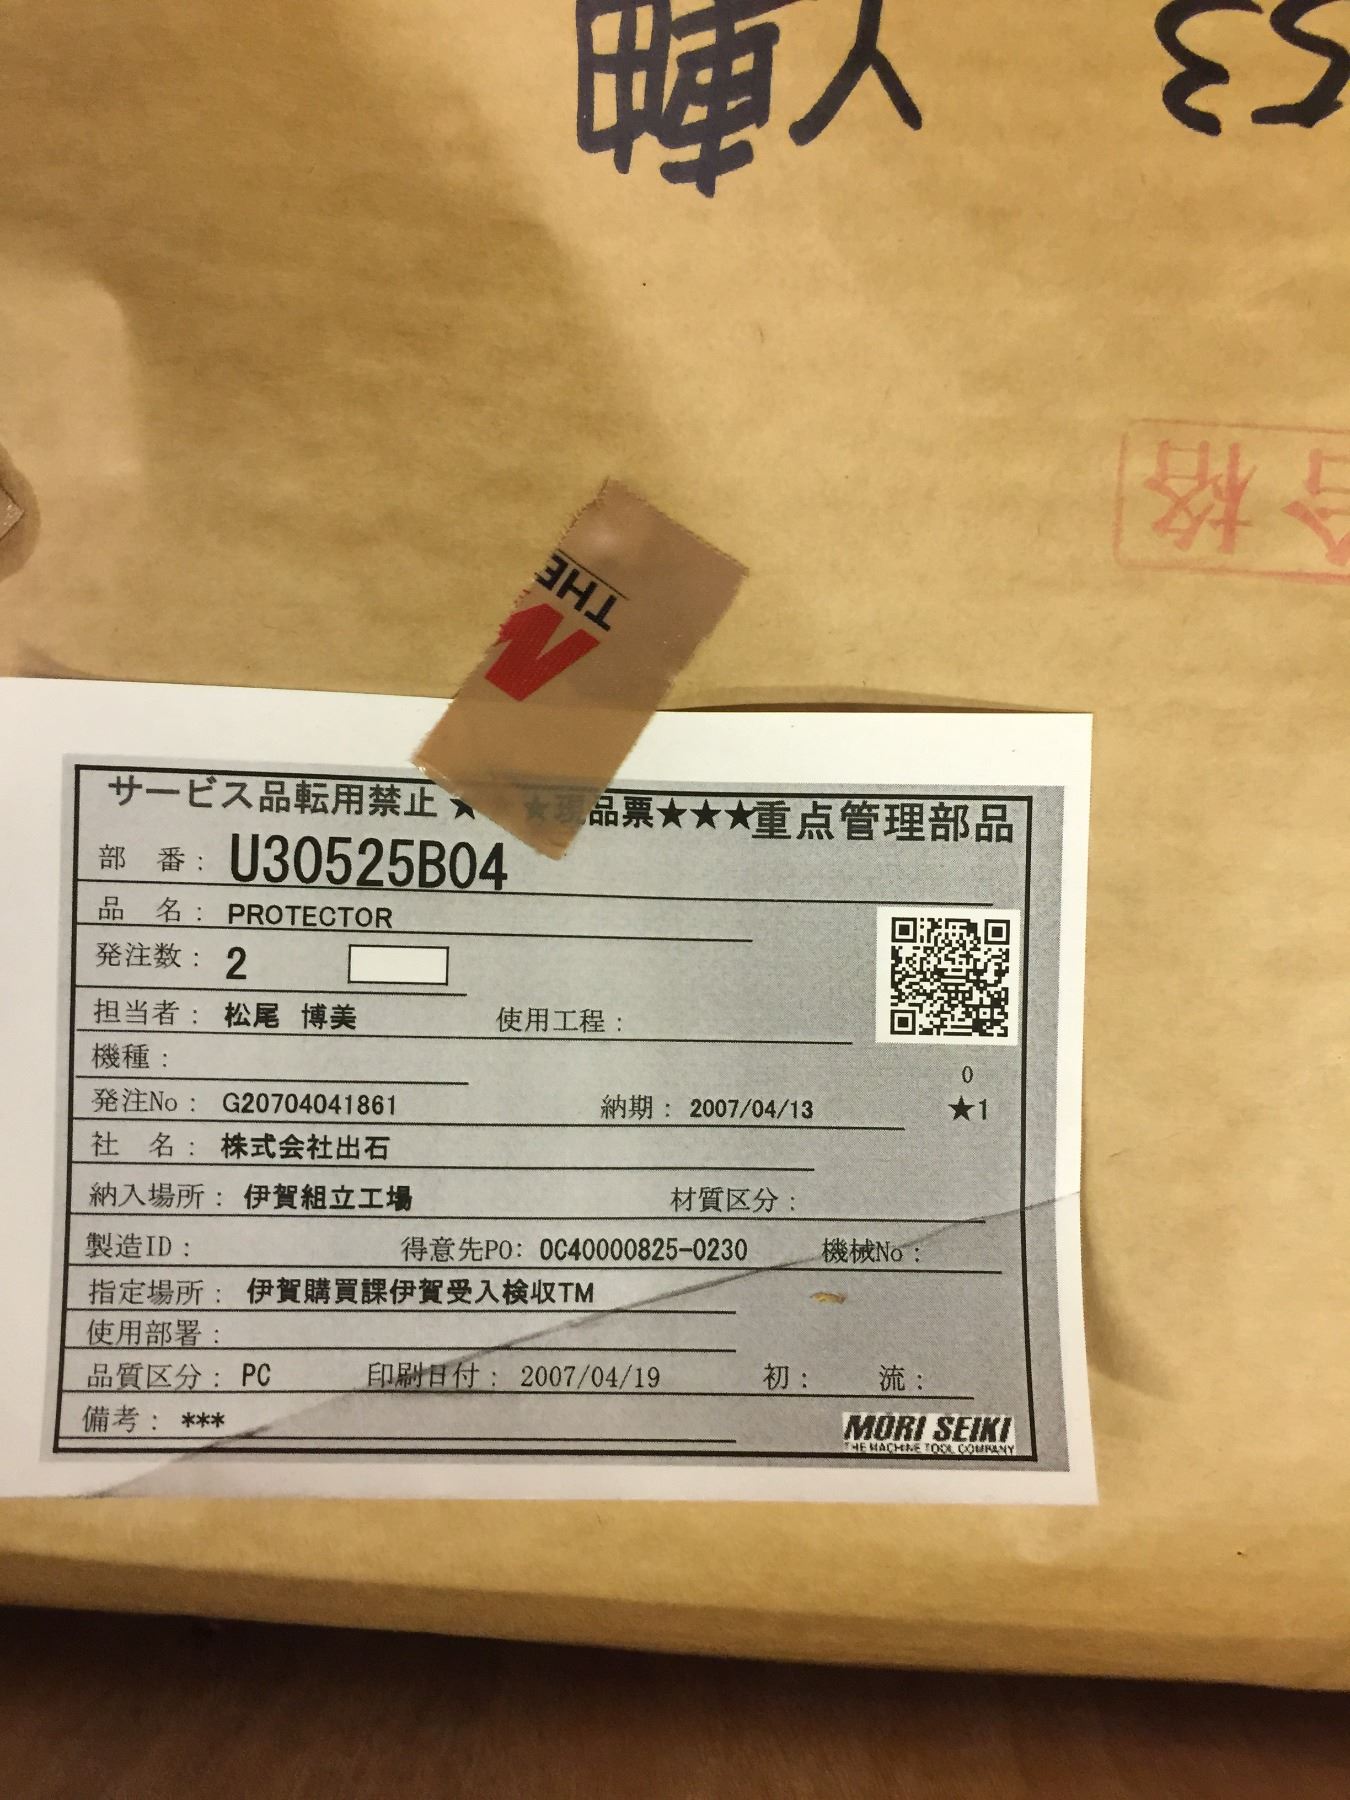 Y軸
53
合格
THE
サービス品転用禁止 ★ ★現品票★★★重点管理部品
部 番: U30525B04
品 名: PROTECTOR
発注数: 2
担当者: 松尾 博美 使用工程:
機種:
0
発注No: G20704041861 納期: 2007/04/13 ★1
社 名: 株式会社出石
納入場所: 伊賀組立工場 材質区分:
製造ID: 得意先PO: 0C40000825-0230 機械No:
指定場所: 伊賀購買課伊賀受入検収TM
使用部署:
品質区分: PC 印刷日付: 2007/04/19 初: 流:
備考: ***
MORI SEIKI
THE MACHINE TOOL COMPANY